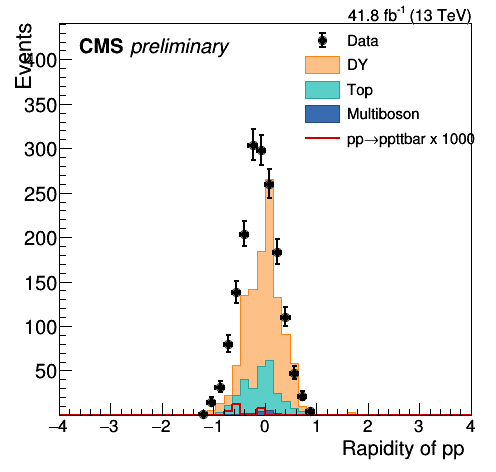 41.8 fb⁻¹ (13 TeV)
CMS preliminary
Data
DY
Top
Multiboson
pp→ppttbar x 1000
Events
400
350
300
250
200
150
100
50
−4 −3 −2 −1 0 1 2 3 4
Rapidity of pp